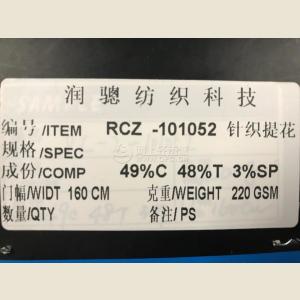 润骢纺织科技
编号/ITEM RCZ -101052 针织提花
规格/SPEC
成份/COMP 49%C 48%T 3%SP
门幅/WIDT 160 CM 克重/WEIGHT 220 GSM
数量/QTY 备注/PS